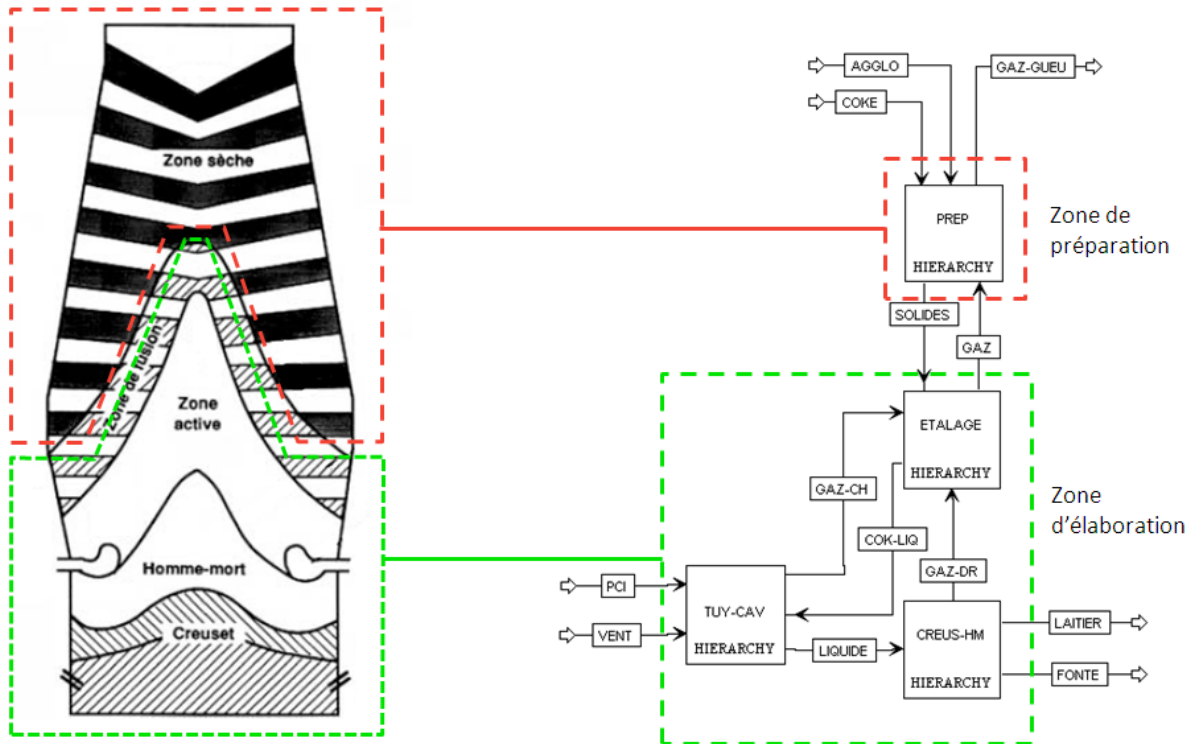 Zone sèche
Zone de fusion
Zone
active
Homme-mort
Creuset
AGGLO
GAZ-GUEU
COKE
PREP
HIERARCHY
Zone de
préparation
SOLIDES
GAZ
ETALAGE
HIERARCHY
GAZ-CH
COK-LIQ
GAZ-DR
Zone
d'élaboration
PCI
VENT
TUY-CAV
HIERARCHY
LIQUIDE
CREUS-HM
HIERARCHY
LAITIER
FONTE